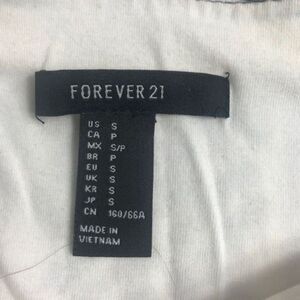 FOREVER 21
US S
CA P
MX S/P
BR P
EU S
UK S
KR S
JP S
CN 160/66A
MADE IN
VIETNAM